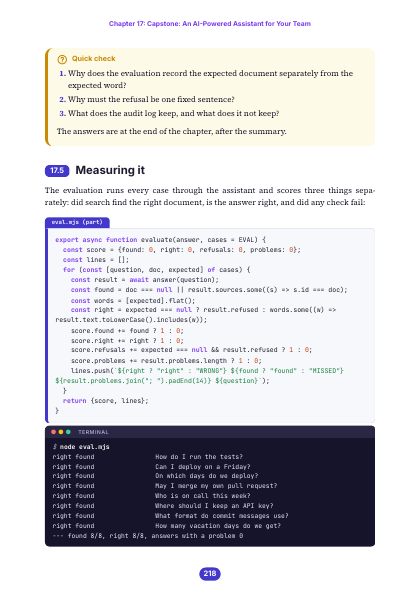 Chapter 17: Capstone: An AI-Powered Assistant for Your Team
Quick check
1. Why does the evaluation record the expected document separately from the
expected word?
2. Why must the refusal be one fixed sentence?
3. What does the audit log keep, and what does it not keep?
The answers are at the end of the chapter, after the summary.
17.5 Measuring it
The evaluation runs every case through the assistant and scores three things sepa-
rately: did search find the right document, is the answer right, and did any check fail:
eval.mjs (part)
export async function evaluate(answer, cases = EVAL) {
  const score = {found: 0, right: 0, refusals: 0, problems: 0};
  const lines = [];
  for (const [question, doc, expected] of cases) {
    const result = await answer(question);
    const found = doc === null || result.sources.some((s) => s.id === doc);
    const words = [expected].flat();
    const right = expected === null ? result.refused : words.some((w) =>
result.text.toLowerCase().includes(w));
    score.found += found ? 1 : 0;
    score.right += right ? 1 : 0;
    score.refusals += expected === null && result.refused ? 1 : 0;
    score.problems += result.problems.length ? 1 : 0;
    lines.push(`${right ? "right" : "WRONG"} ${found ? "found" : "MISSED"}
${result.problems.join("; ").padEnd(14)} ${question}`);
  }
  return {score, lines};
}
TERMINAL
$ node eval.mjs
right found How do I run the tests?
right found Can I deploy on a Friday?
right found On which days do we deploy?
right found May I merge my own pull request?
right found Who is on call this week?
right found Where should I keep an API key?
right found What format do commit messages use?
right found How many vacation days do we get?
--- found 8/8, right 8/8, answers with a problem 0
218